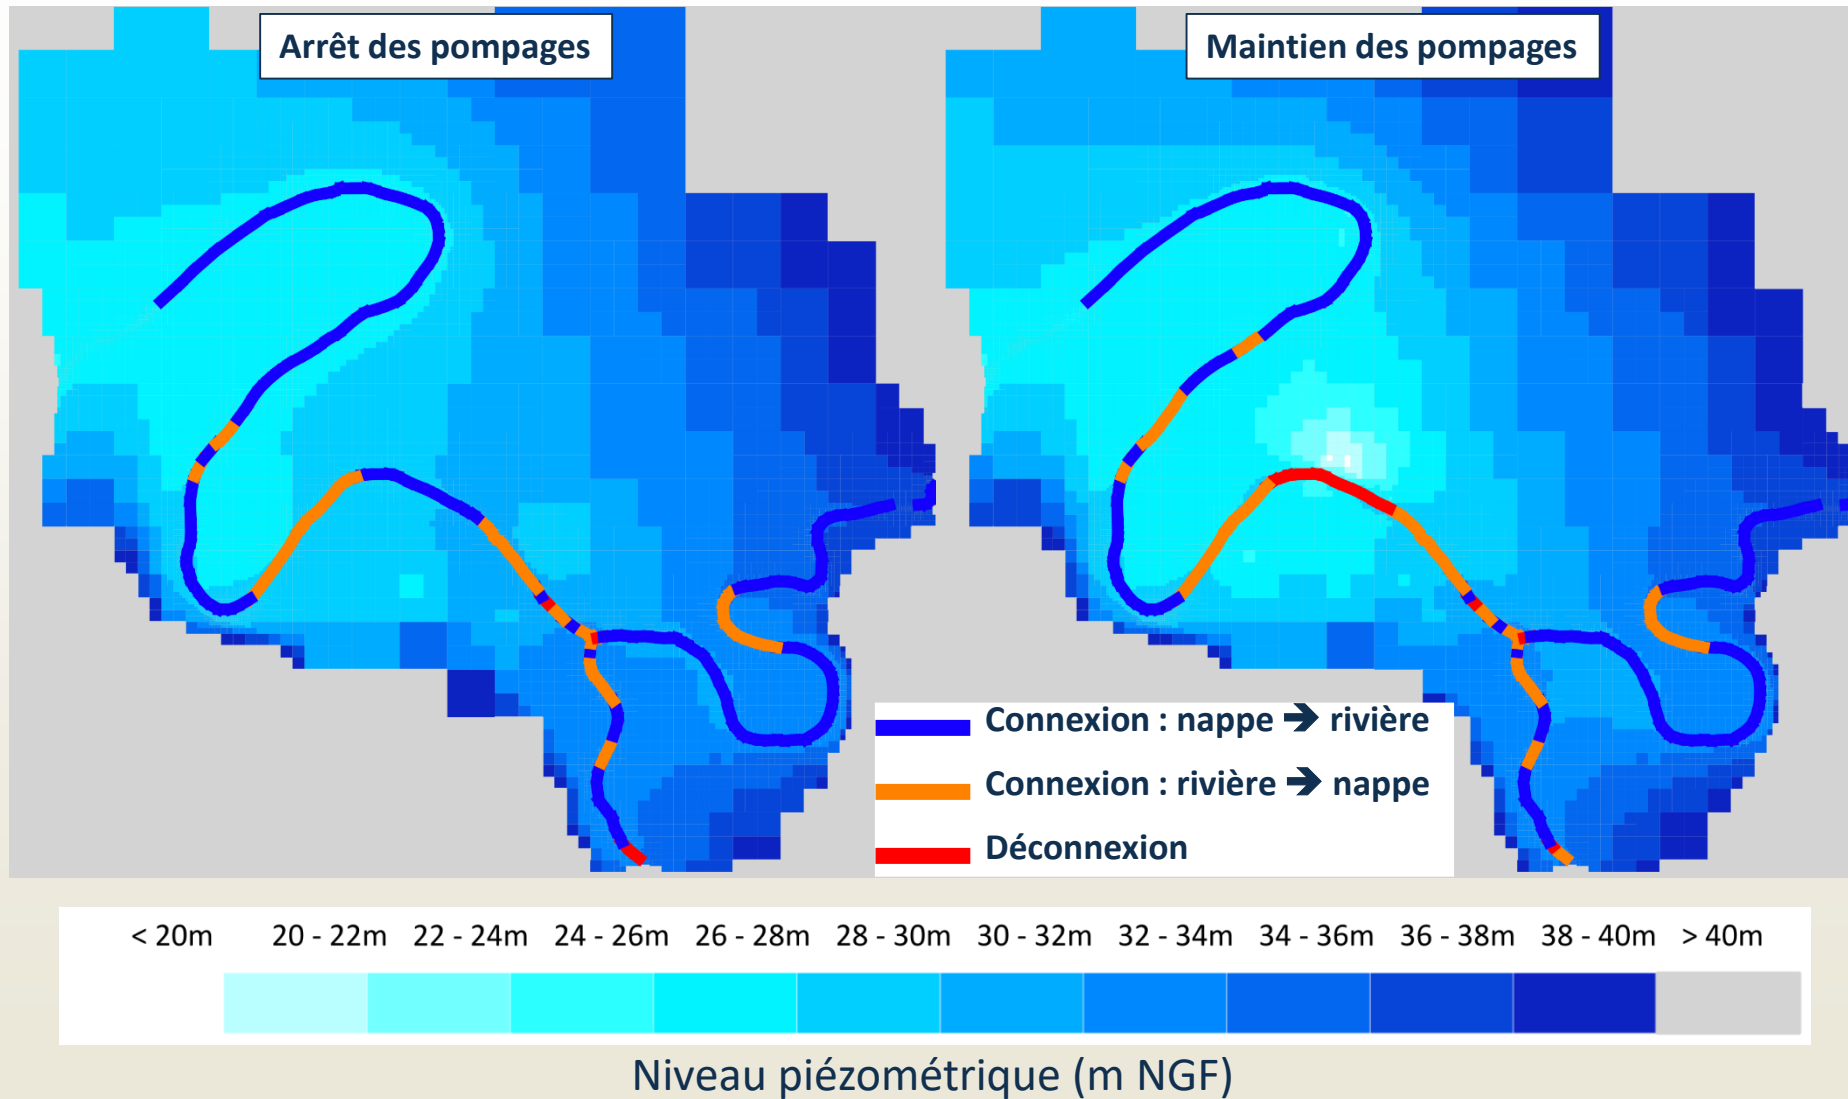 Arrêt des pompages
Maintien des pompages
Connexion : nappe ➔ rivière
Connexion : rivière ➔ nappe
Déconnexion
< 20m 20 - 22m 22 - 24m 24 - 26m 26 - 28m 28 - 30m 30 - 32m 32 - 34m 34 - 36m 36 - 38m 38 - 40m > 40m
Niveau piézométrique (m NGF)